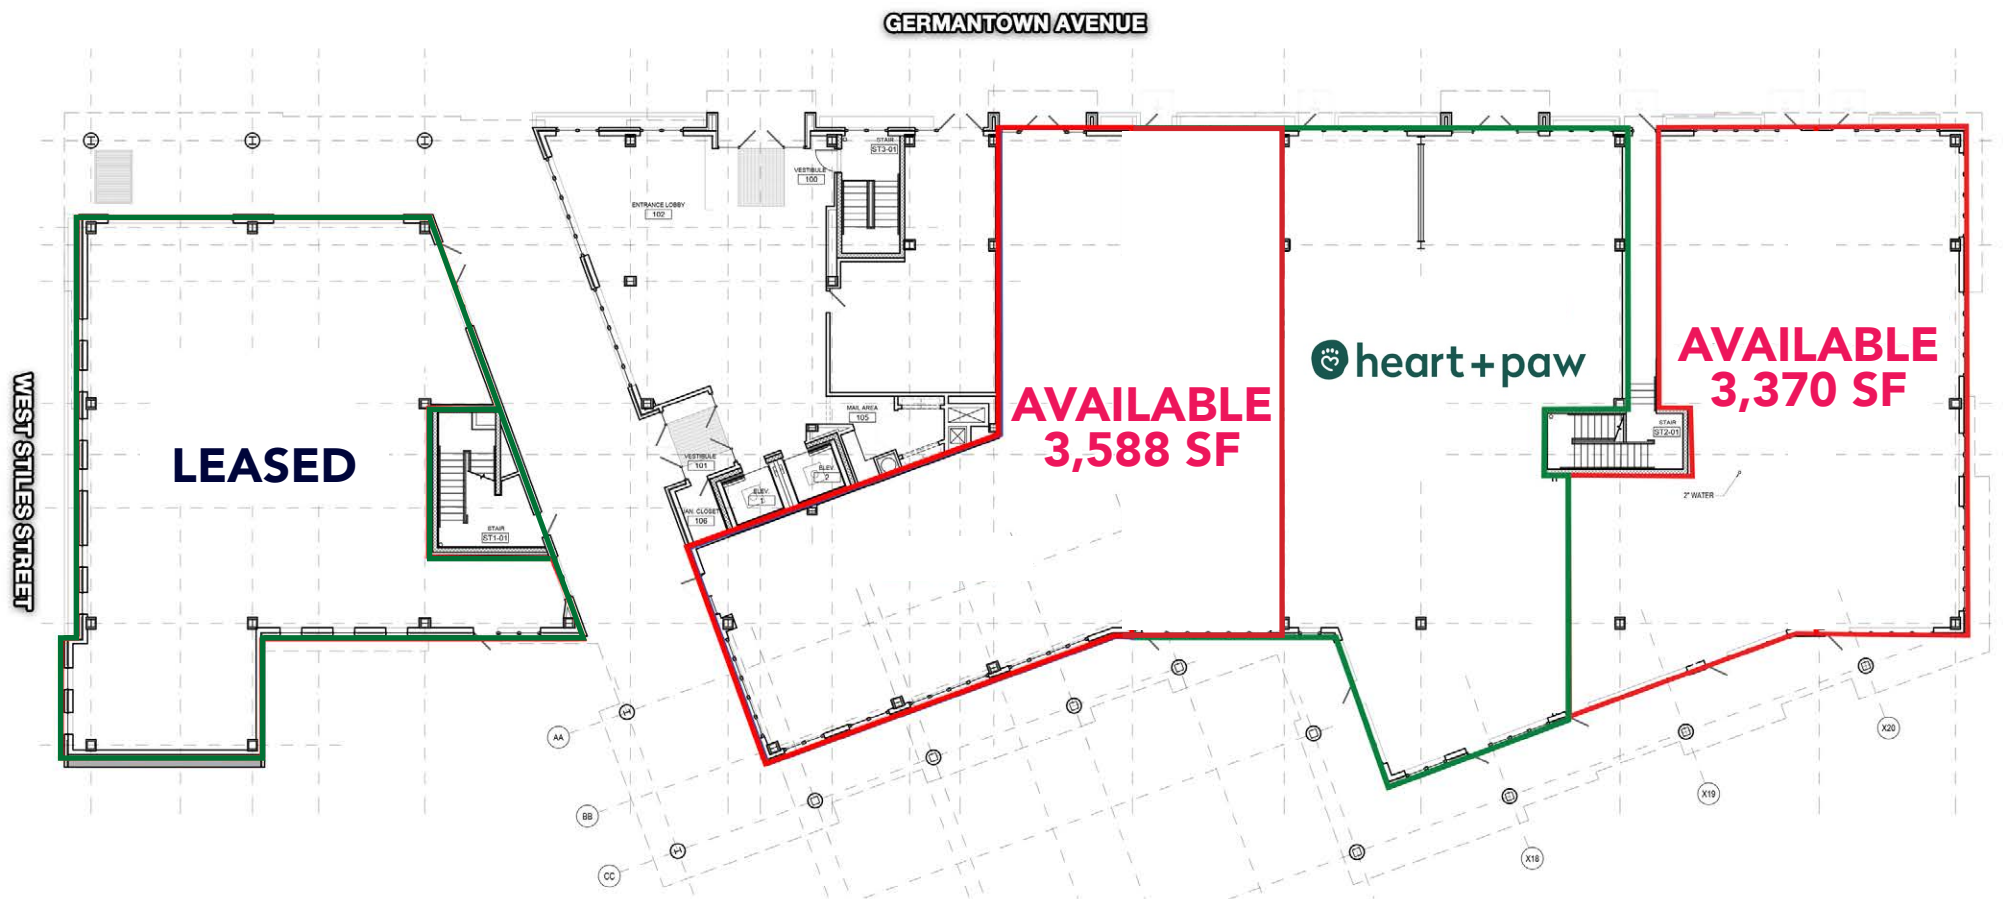 GERMANTOWN AVENUE
STAIR
ST3-01
VESTIBULE
100
ENTRANCE LOBBY
102
heart+paw
AVAILABLE
3,370 SF
AVAILABLE
3,588 SF
MAIL AREA
105
STAIR
ST2-01
WEST STILES STREET
LEASED
VESTIBULE
101
ELEV.
2
ELEV.
1
2" WATER
JAN. CLOSET
106
STAIR
ST1-01
AA
BB
CC
X20
X19
X18